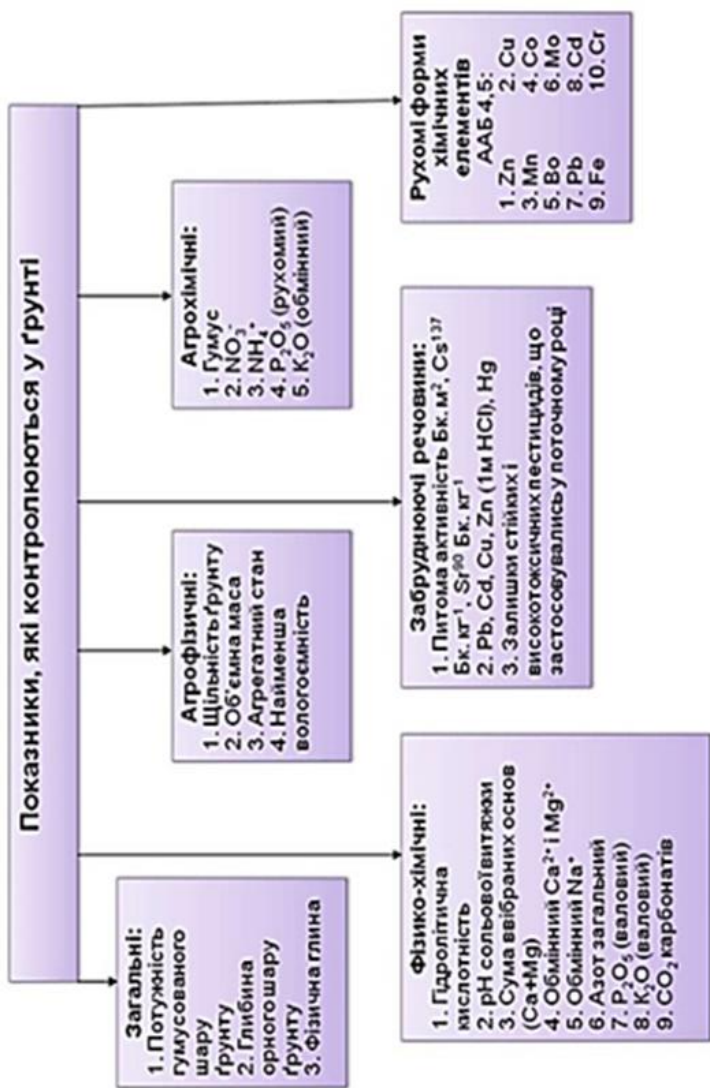 Показники, які контролюються у ґрунті
Загальні:
1. Потужність
гумусованого
шару
ґрунту
2. Глибина
орного шару
ґрунту
3. Фізична глина
Агрофізичні:
1. Щільність ґрунту
2. Об'ємна маса
3. Агрегатний стан
4. Найменша
вологоємність
Агрохімічні:
1. Гумус
2. NO₃⁻
3. NH₄⁺
4. P₂O₅ (рухомий)
5. K₂O (обмінний)
Фізико-хімічні:
1. Гідролітична
кислотність
2. pH сольової витяжки
3. Сума ввібраних основ
(Ca+Mg)
4. Обмінний Ca²⁺ і Mg²⁺
5. Обмінний Na⁺
6. Азот загальний
7. P₂O₅ (валовий)
8. K₂O (валовий)
9. CO₂ карбонатів
Забруднюючі речовини:
1. Питома активність Бк. м², Cs¹³⁷
Бк. кг⁻¹, Sr⁹⁰ Бк. кг⁻¹
2. Pb, Cd, Cu, Zn (1м HCl), Hg
3. Залишки стійких і
високотоксичних пестицидів, що
застосовувались у поточному році
Рухомі форми
хімічних
елементів
ААБ 4,5:
1. Zn 2. Cu
3. Mn 4. Co
5. Bo 6. Mo
7. Pb 8. Cd
9. Fe 10. Cr